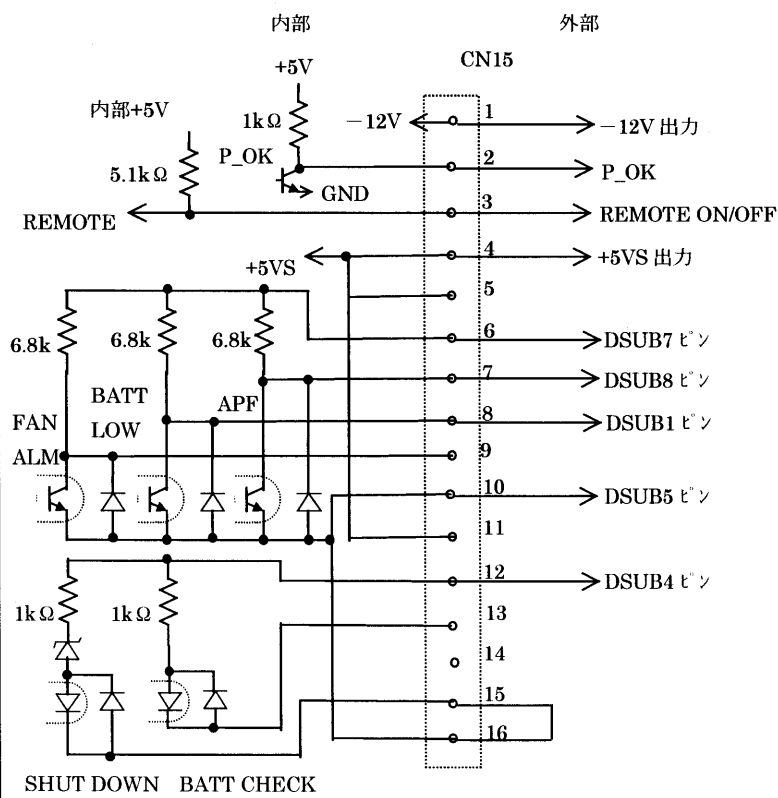 内部
外部
+5V
CN15
内部+5V
1kΩ
−12V
1
−12V 出力
5.1kΩ
P_OK
2
P_OK
GND
REMOTE
3
REMOTE ON/OFF
+5VS
4
+5VS 出力
5
6.8k
6.8k
6.8k
6
DSUB7 ピン
7
DSUB8 ピン
BATT
LOW
APF
8
DSUB1 ピン
FAN
ALM
9
10
DSUB5 ピン
11
12
DSUB4 ピン
1kΩ
1kΩ
13
14
15
16
SHUT DOWN
BATT CHECK